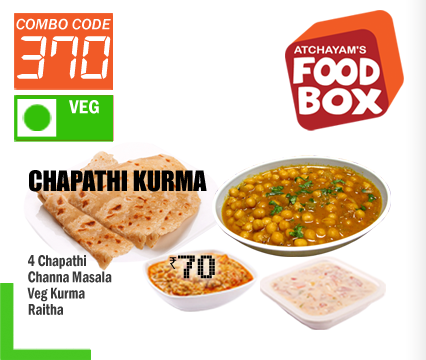 COMBO CODE
370
VEG
ATCHAYAM'S
FOOD
BOX
CHAPATHI KURMA
4 Chapathi
Channa Masala
Veg Kurma
Raitha
₹70